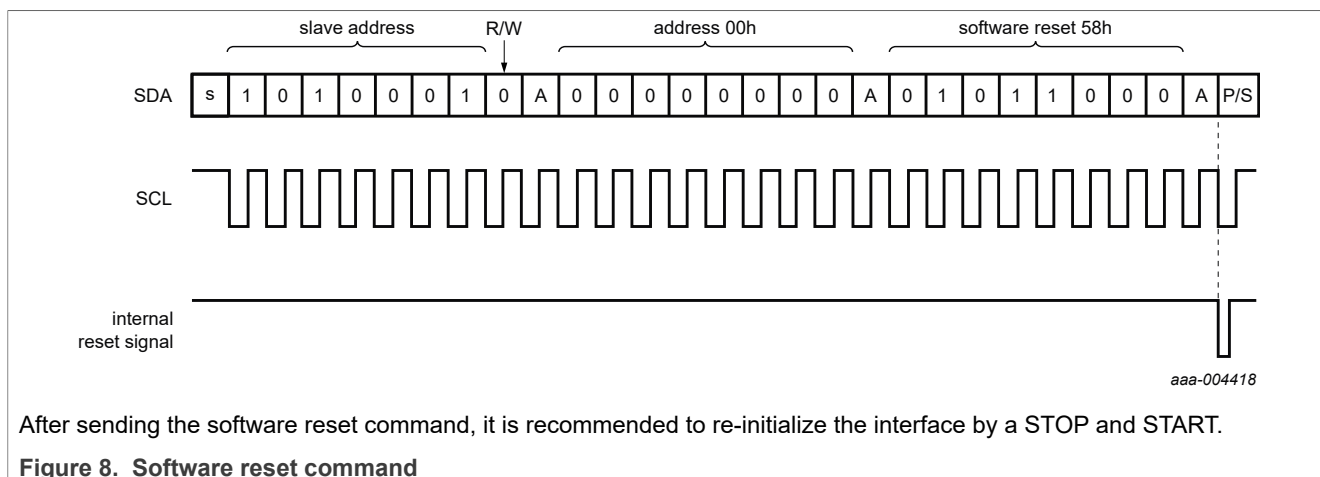 slave address R/W address 00h software reset 58h
SDA s 1 0 1 0 0 0 1 0 A 0 0 0 0 0 0 0 0 A 0 1 0 1 1 0 0 0 A P/S
SCL
internal
reset signal
aaa-004418
After sending the software reset command, it is recommended to re-initialize the interface by a STOP and START.
Figure 8. Software reset command